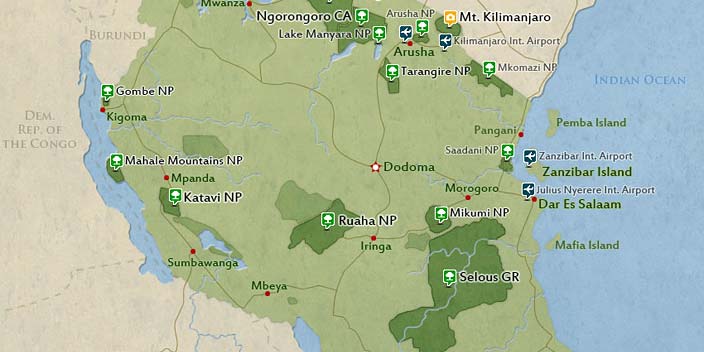 Mwanza
Ngorongoro CA
Arusha NP
Mt. Kilimanjaro
Lake Manyara NP
Kilimanjaro Int. Airport
BURUNDI
Arusha
Tarangire NP
Mkomazi NP
INDIAN OCEAN
Gombe NP
Kigoma
DEM.
REP. OF
THE CONGO
Pemba Island
Pangani
Saadani NP
Zanzibar Int. Airport
Mahale Mountains NP
Dodoma
Zanzibar Island
Mpanda
Katavi NP
Morogoro
Julius Nyerere Int. Airport
Dar Es Salaam
Ruaha NP
Mikumi NP
Iringa
Mafia Island
Sumbawanga
Selous GR
Mbeya